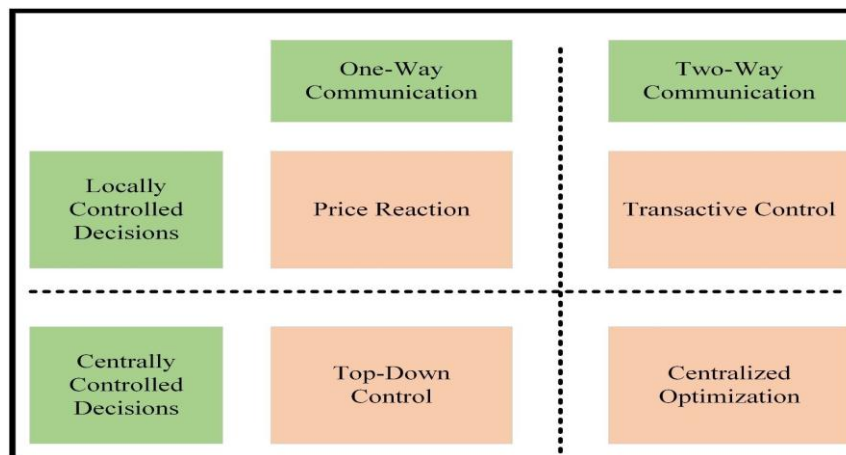 One-Way
Communication
Two-Way
Communication
Locally
Controlled
Decisions
Price Reaction
Transactive Control
Centrally
Controlled
Decisions
Top-Down
Control
Centralized
Optimization